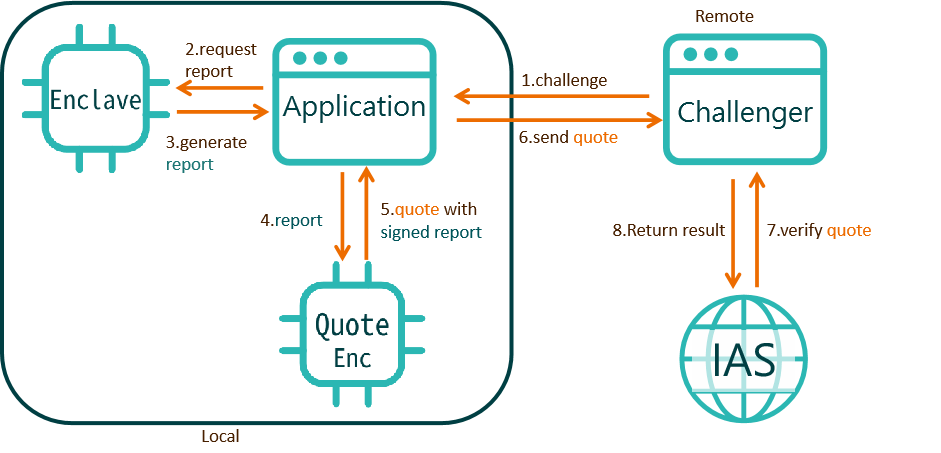 Remote
2.request
report
Enclave
Application
3.generate
report
1.challenge
6.send quote
Challenger
4.report
5.quote with
signed report
8.Return result
7.verify quote
Quote
Enc
IAS
Local